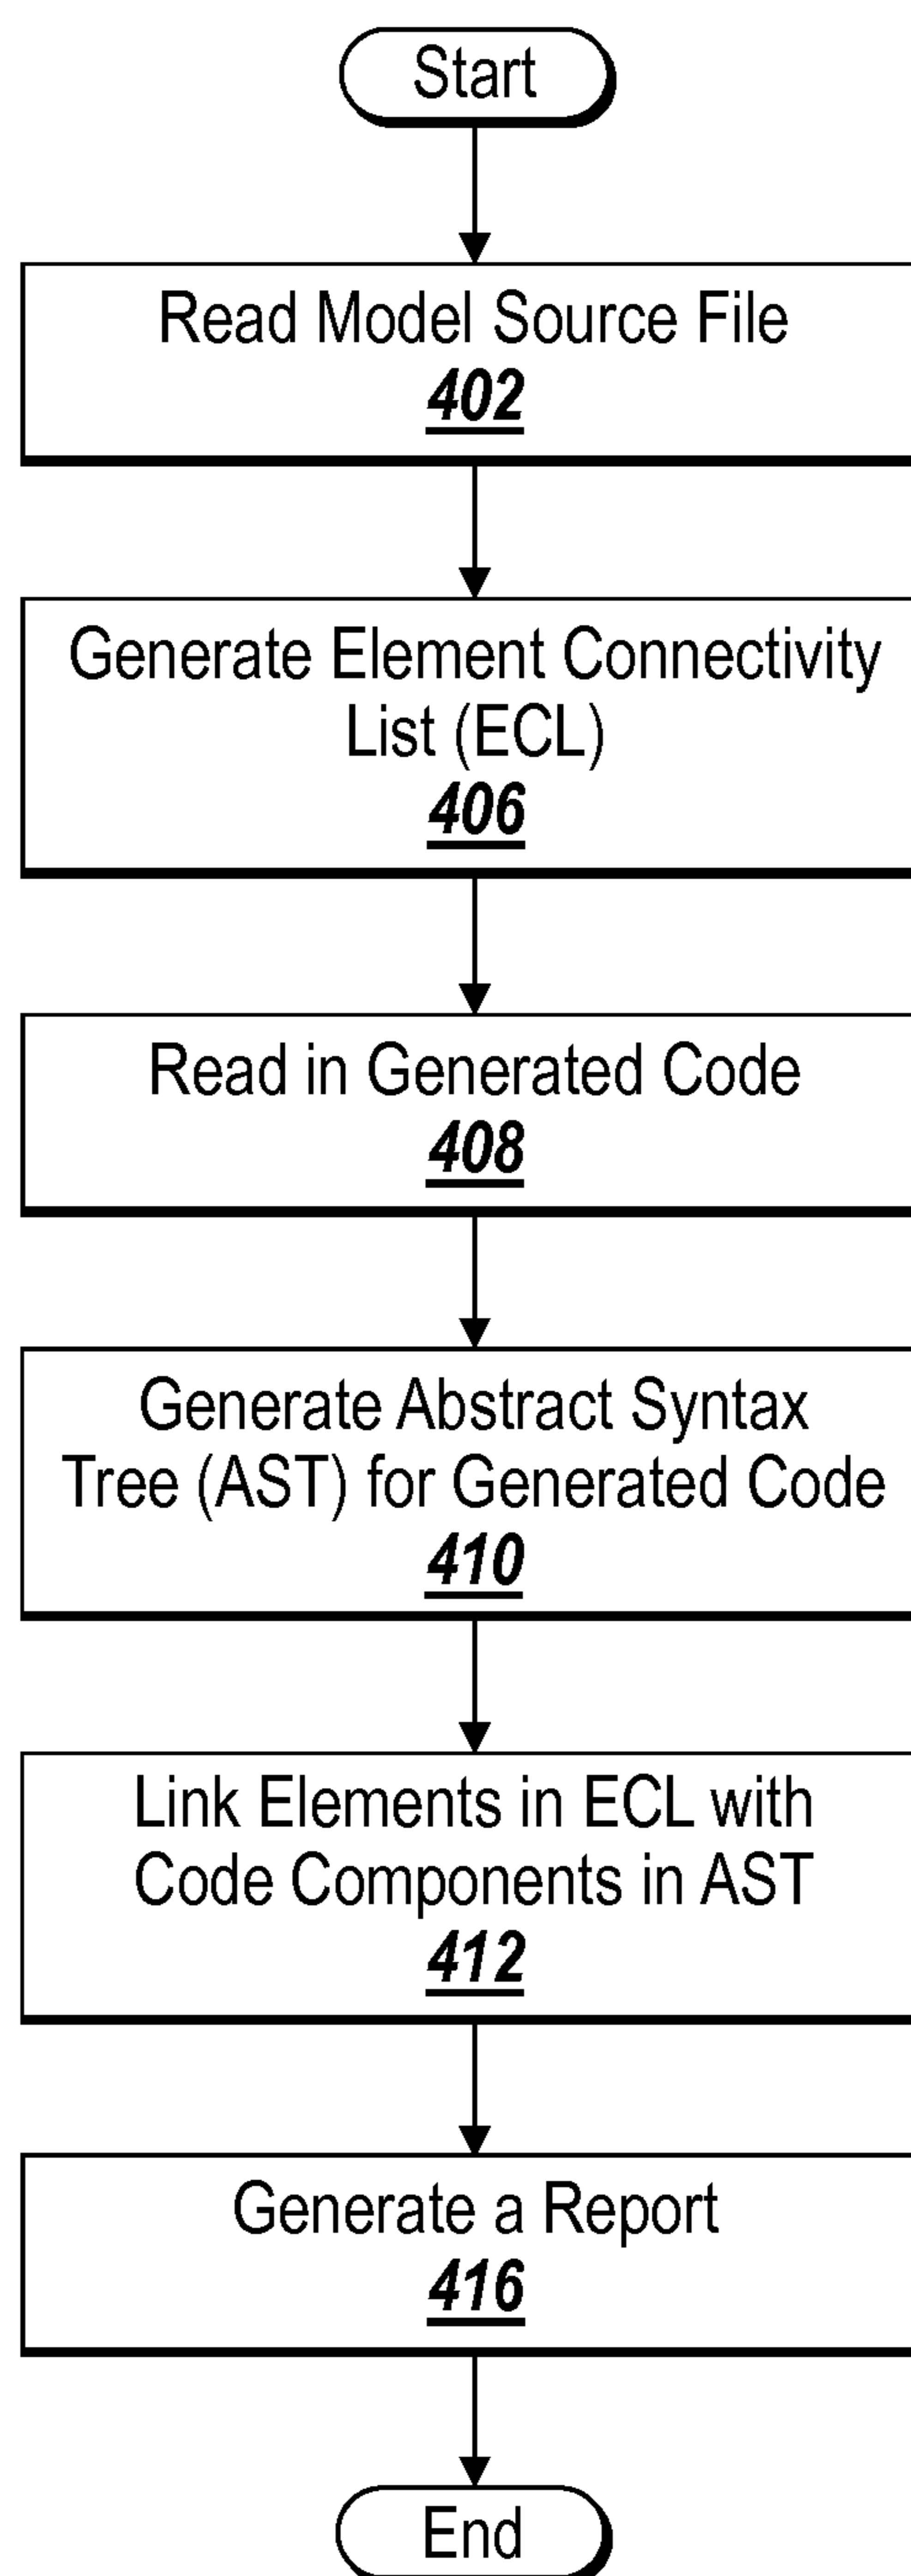 Start
Read Model Source File
402
Generate Element Connectivity
List (ECL)
406
Read in Generated Code
408
Generate Abstract Syntax
Tree (AST) for Generated Code
410
Link Elements in ECL with
Code Components in AST
412
Generate a Report
416
End